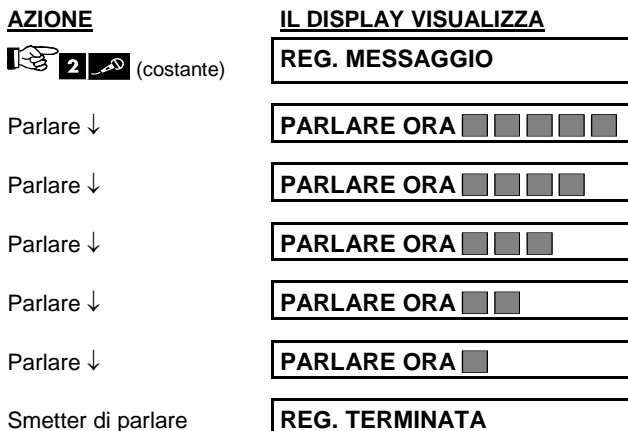 AZIONE IL DISPLAY VISUALIZZA
2 (costante) REG. MESSAGGIO
Parlare ↓ PARLARE ORA
Parlare ↓ PARLARE ORA
Parlare ↓ PARLARE ORA
Parlare ↓ PARLARE ORA
Parlare ↓ PARLARE ORA
Smetter di parlare REG. TERMINATA